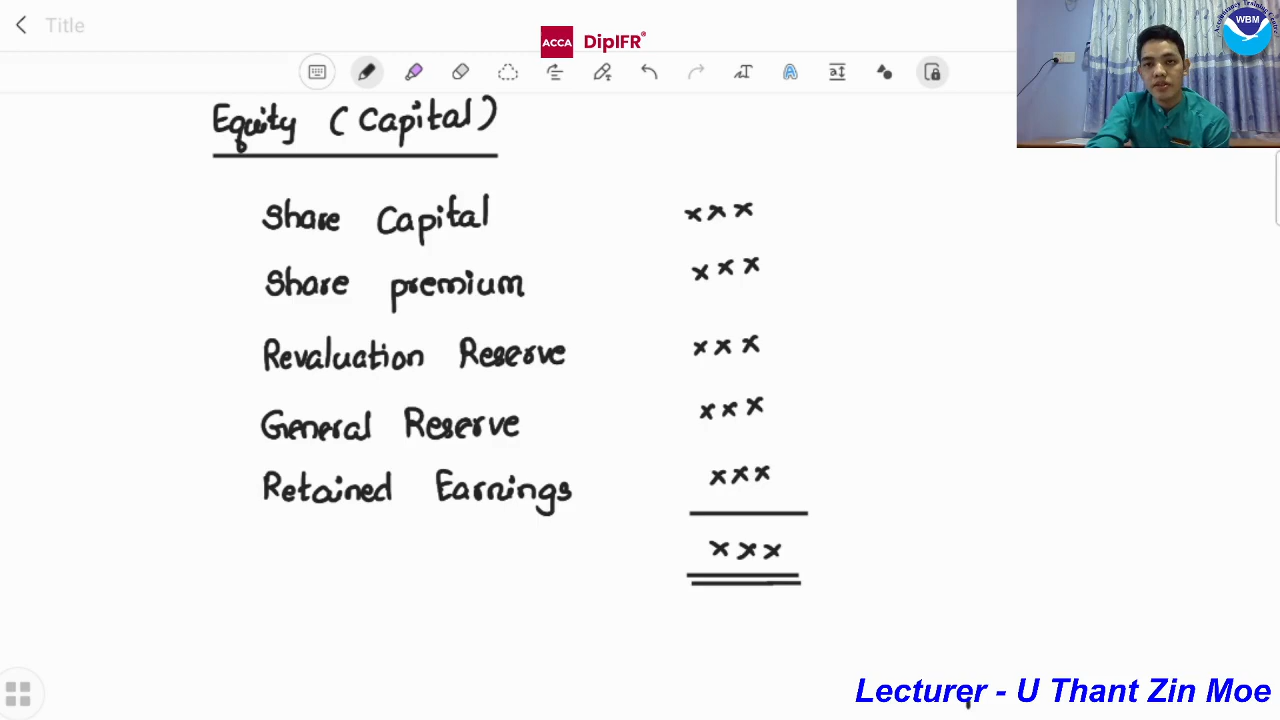 Title
ACCA DipIFR®
WBM
Equity (Capital)
Share Capital xxx
Share premium xxx
Revaluation Reserve xxx
General Reserve xxx
Retained Earnings xxx
xxx
Lecturer - U Thant Zin Moe